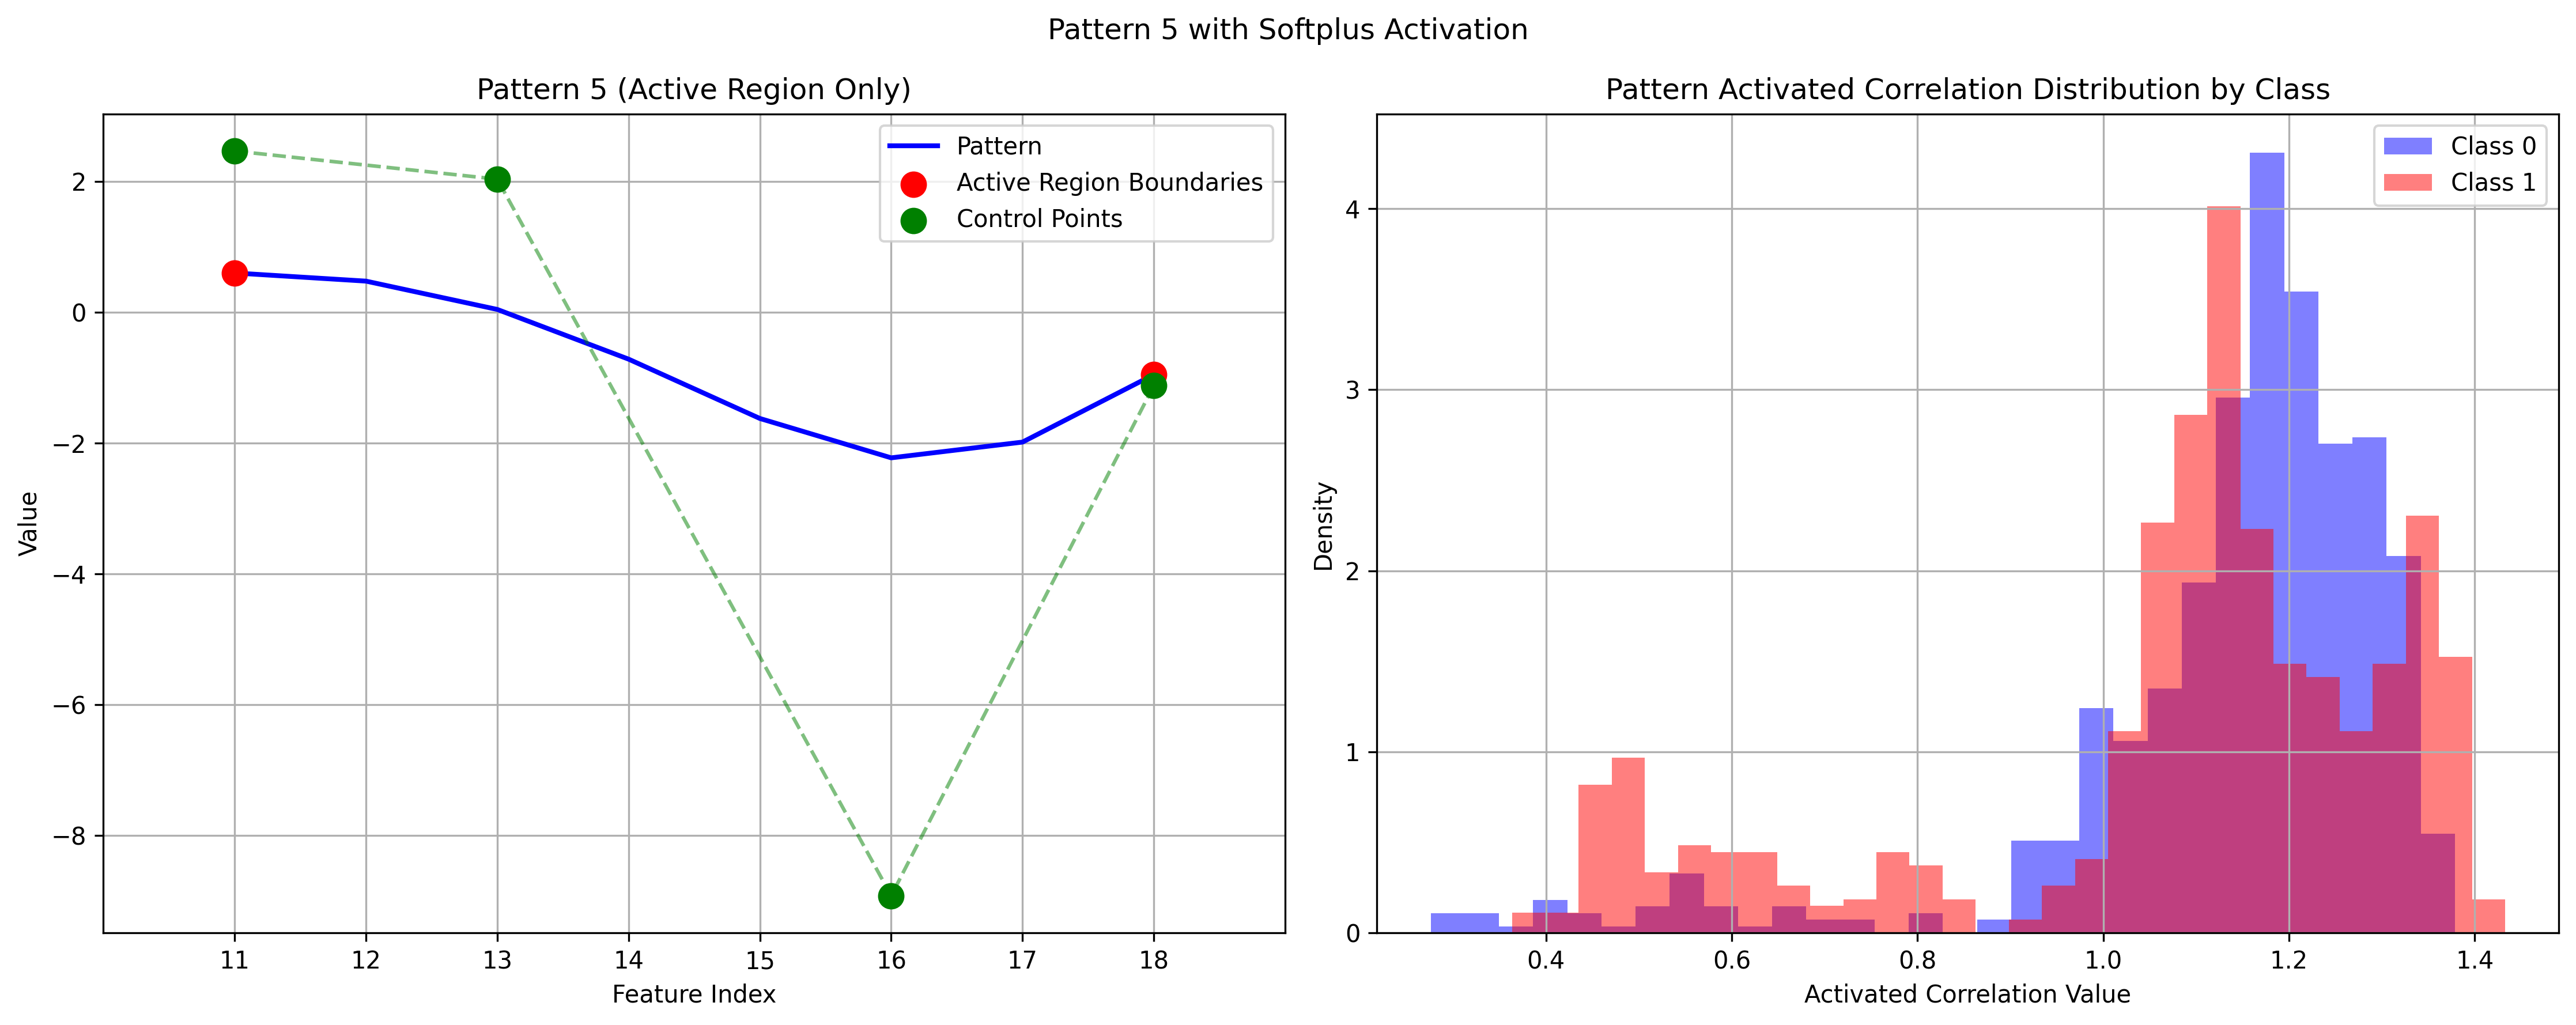 Pattern 5 with Softplus Activation
Pattern 5 (Active Region Only)
Pattern
Active Region Boundaries
Control Points
2
0
−2
−4
−6
−8
Value
11 12 13 14 15 16 17 18
Feature Index
Pattern Activated Correlation Distribution by Class
Class 0
Class 1
4
3
2
1
0
Density
0.4 0.6 0.8 1.0 1.2 1.4
Activated Correlation Value